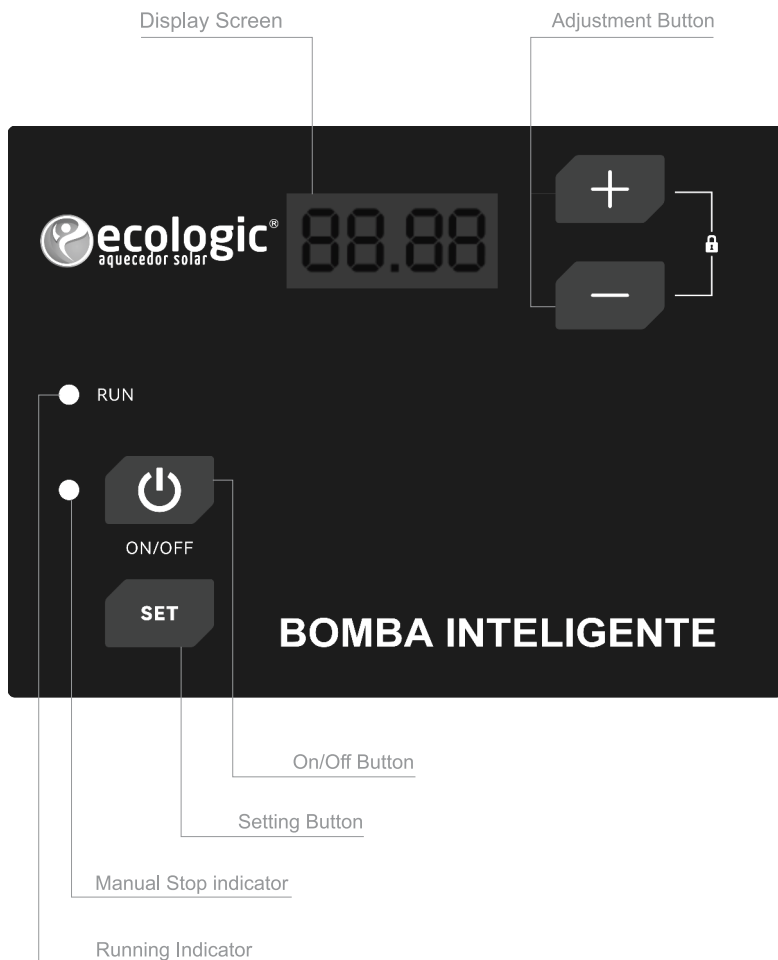 Display Screen
Adjustment Button
ecologic®
aquecedor solar
88.88
+
−
RUN
ON/OFF
SET
BOMBA INTELIGENTE
On/Off Button
Setting Button
Manual Stop indicator
Running Indicator